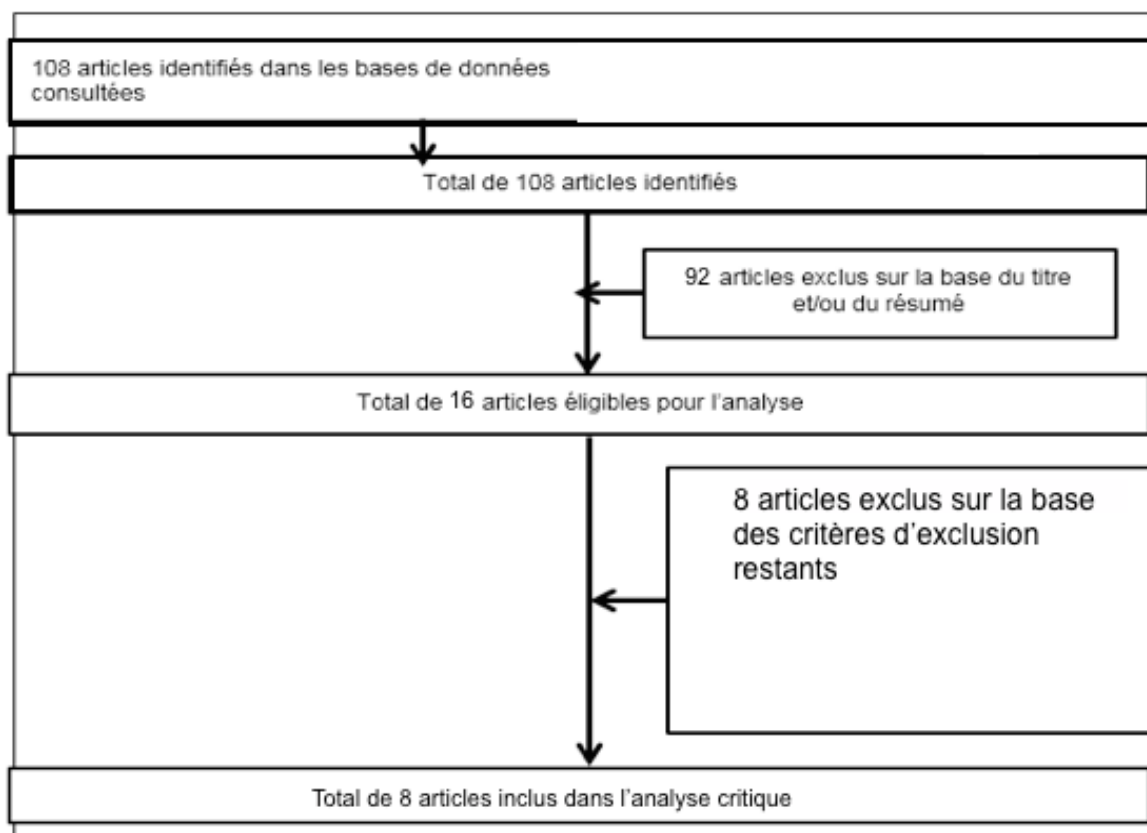 108 articles identifiés dans les bases de données
consultées
Total de 108 articles identifiés
92 articles exclus sur la base du titre
et/ou du résumé
Total de 16 articles éligibles pour l’analyse
8 articles exclus sur la base
des critères d’exclusion
restants
Total de 8 articles inclus dans l’analyse critique